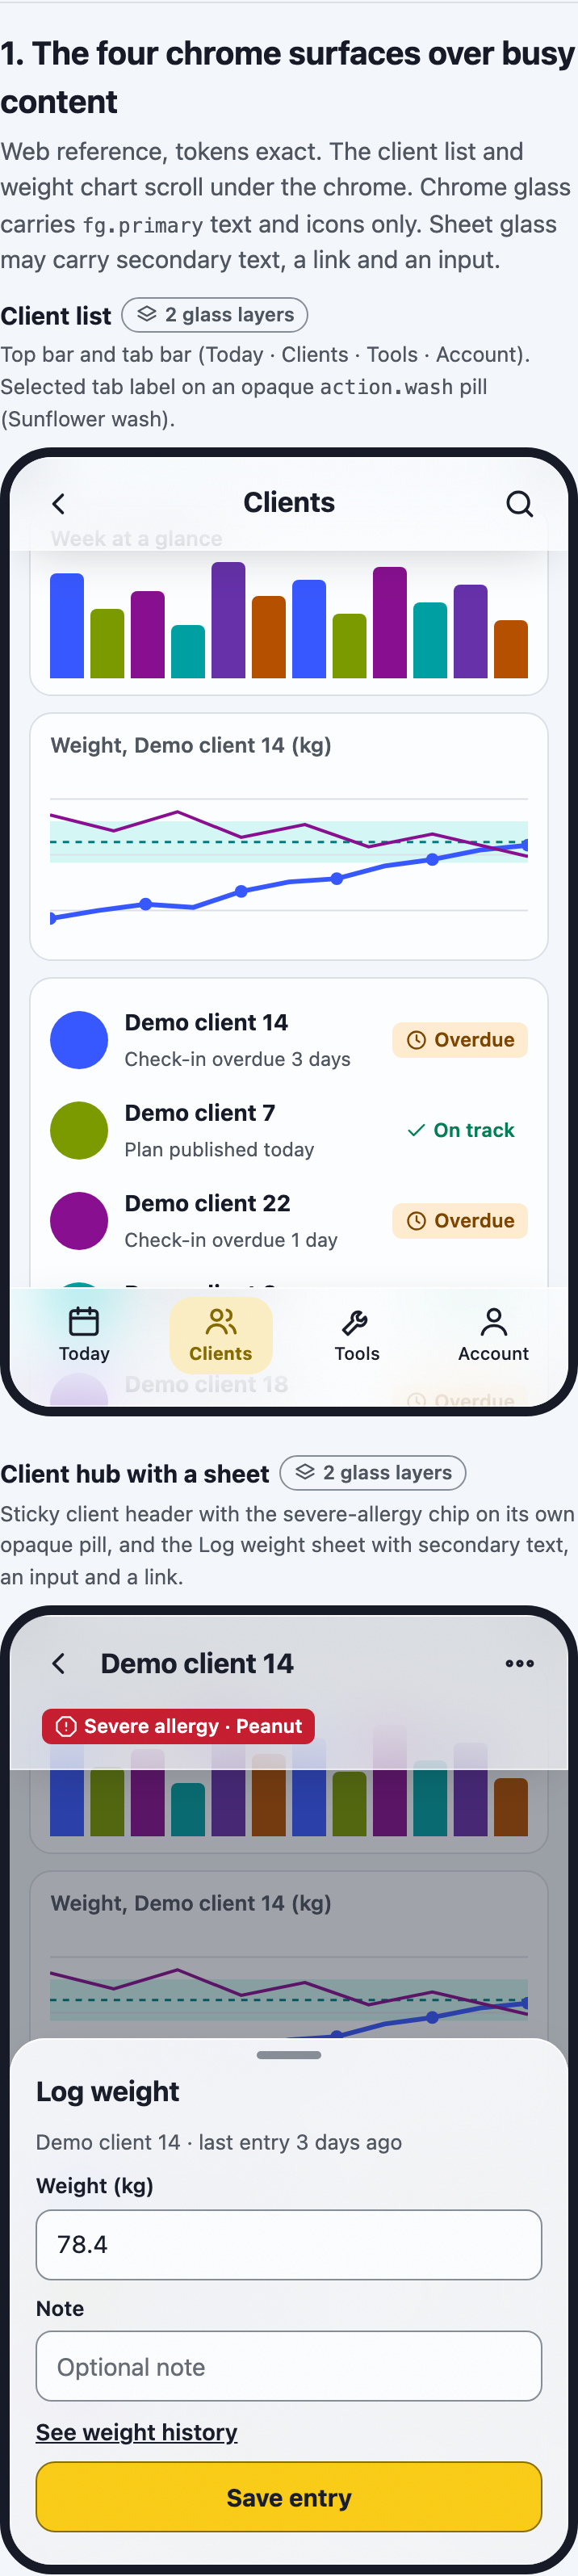 1. The four chrome surfaces over busy
content
Web reference, tokens exact. The client list and
weight chart scroll under the chrome. Chrome glass
carries fg.primary text and icons only. Sheet glass
may carry secondary text, a link and an input.
Client list 2 glass layers
Top bar and tab bar (Today · Clients · Tools · Account).
Selected tab label on an opaque action.wash pill
(Sunflower wash).
Clients
Week at a glance
Weight, Demo client 14 (kg)
Demo client 14
Check-in overdue 3 days
Overdue
Demo client 7
Plan published today
On track
Demo client 22
Check-in overdue 1 day
Overdue
Today Clients Tools Account
Demo client 18
Overdue
Client hub with a sheet 2 glass layers
Sticky client header with the severe-allergy chip on its own
opaque pill, and the Log weight sheet with secondary text,
an input and a link.
Demo client 14
Severe allergy · Peanut
Weight, Demo client 14 (kg)
Log weight
Demo client 14 · last entry 3 days ago
Weight (kg)
78.4
Note
Optional note
See weight history
Save entry